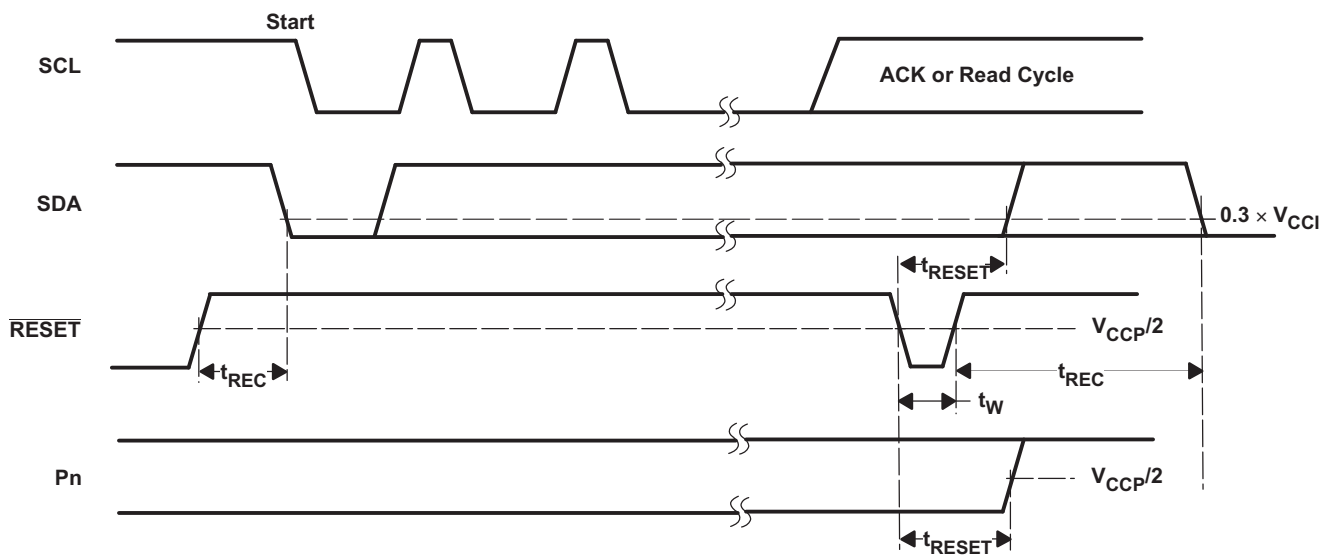 Start
SCL
ACK or Read Cycle
SDA
0.3 × VCCI
tRESET
RESET
VCCP/2
tREC
tREC
tW
Pn
VCCP/2
tRESET